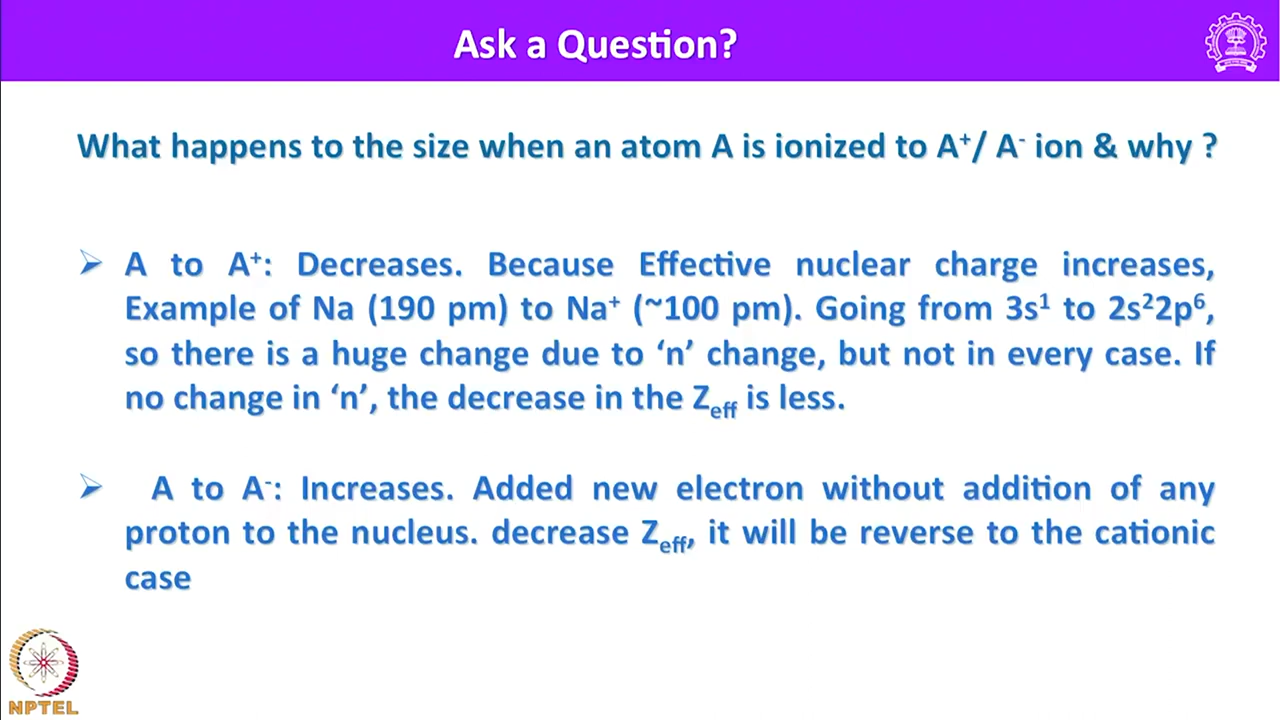 Ask a Question?
What happens to the size when an atom A is ionized to A⁺/ A⁻ ion & why ?
➢ A to A⁺: Decreases. Because Effective nuclear charge increases,
Example of Na (190 pm) to Na⁺ (~100 pm). Going from 3s¹ to 2s²2p⁶,
so there is a huge change due to ‘n’ change, but not in every case. If
no change in ‘n’, the decrease in the Zeff is less.
➢ A to A⁻: Increases. Added new electron without addition of any
proton to the nucleus. decrease Zeff, it will be reverse to the cationic
case
NPTEL